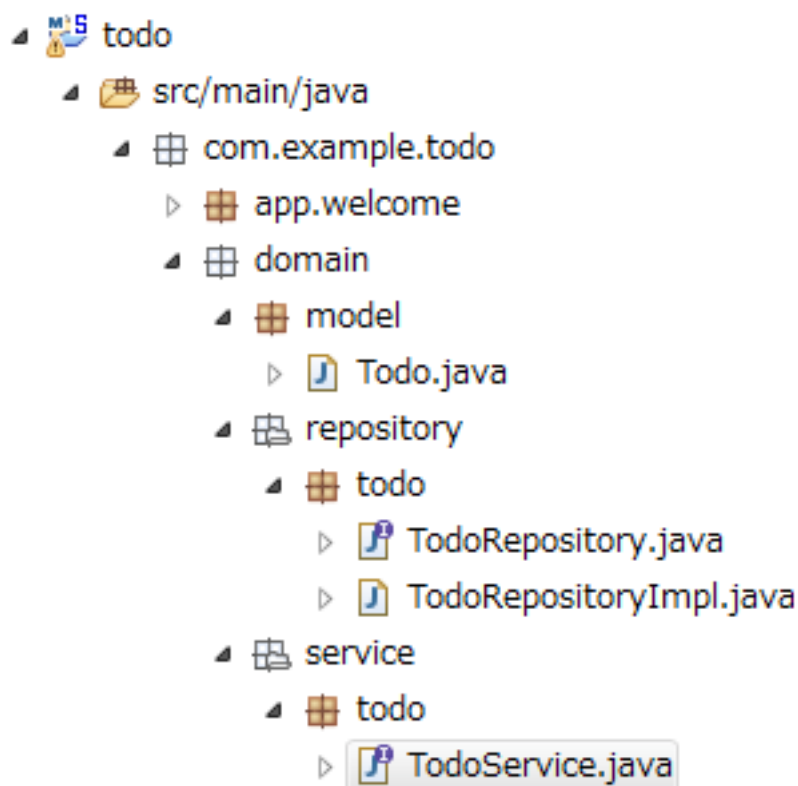 todo
src/main/java
com.example.todo
app.welcome
domain
model
Todo.java
repository
todo
TodoRepository.java
TodoRepositoryImpl.java
service
todo
TodoService.java